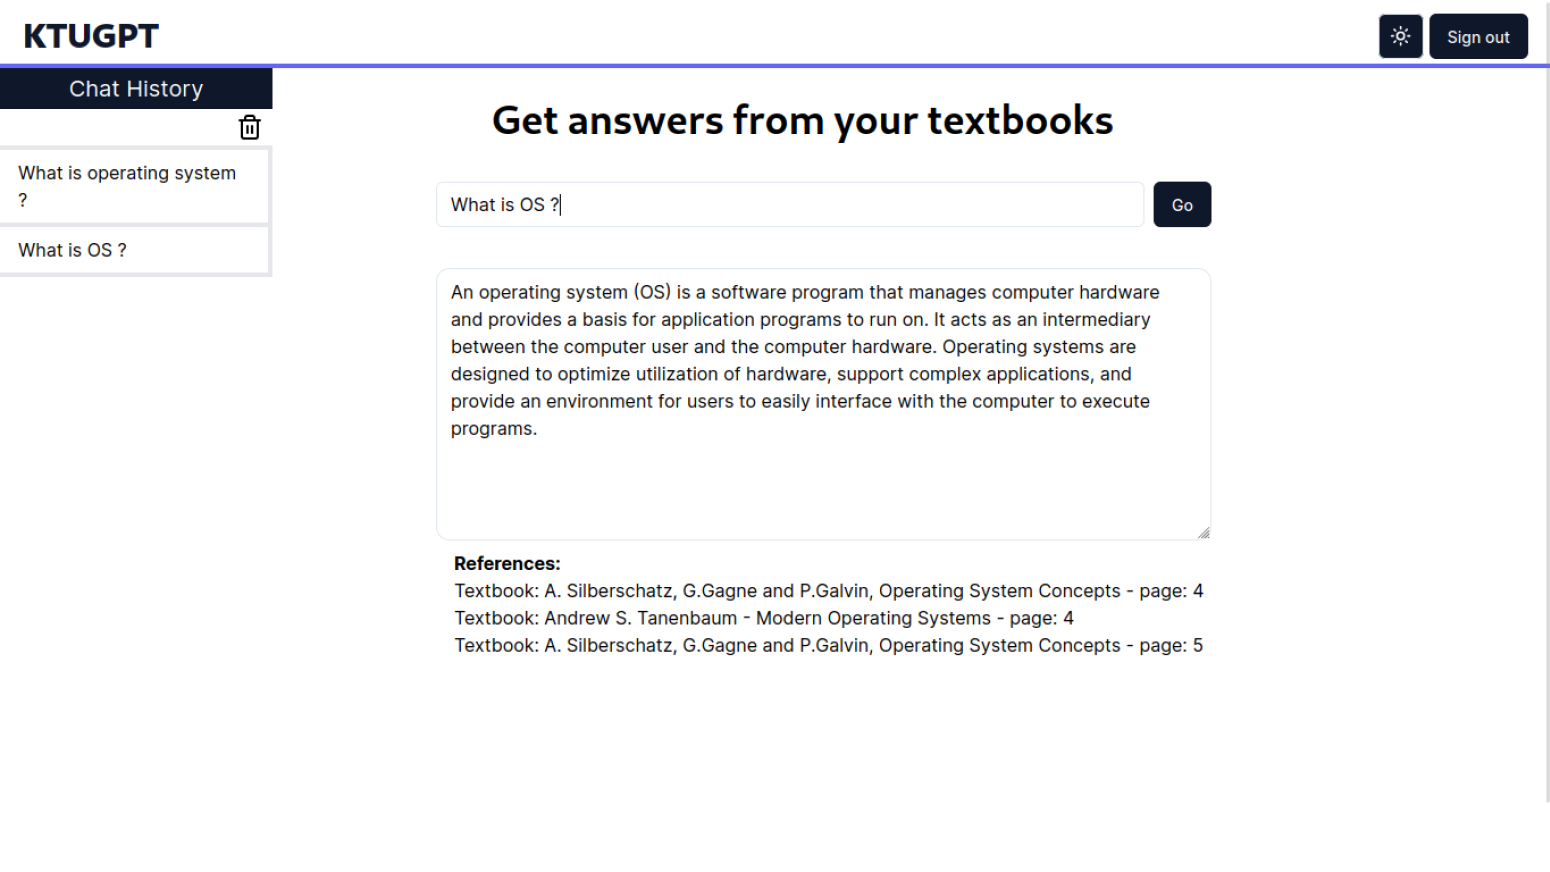 KTUGPT
Sign out
Chat History
What is operating system
?
What is OS ?
Get answers from your textbooks
What is OS ?
Go
An operating system (OS) is a software program that manages computer hardware
and provides a basis for application programs to run on. It acts as an intermediary
between the computer user and the computer hardware. Operating systems are
designed to optimize utilization of hardware, support complex applications, and
provide an environment for users to easily interface with the computer to execute
programs.
References:
Textbook: A. Silberschatz, G.Gagne and P.Galvin, Operating System Concepts - page: 4
Textbook: Andrew S. Tanenbaum - Modern Operating Systems - page: 4
Textbook: A. Silberschatz, G.Gagne and P.Galvin, Operating System Concepts - page: 5